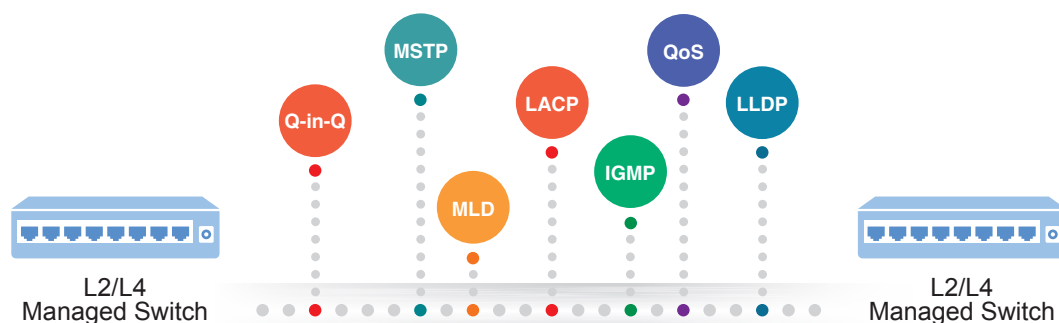 MSTP
QoS
Q-in-Q
LACP
LLDP
IGMP
MLD
L2/L4
Managed Switch
L2/L4
Managed Switch